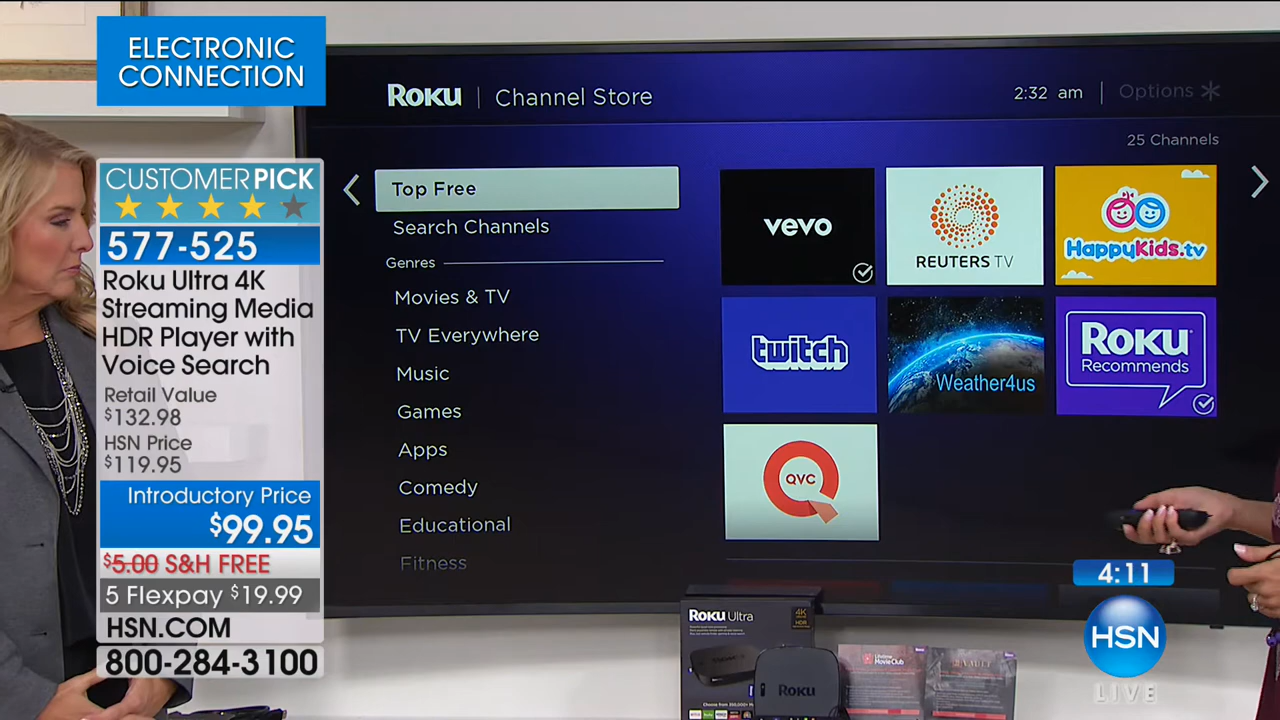 ELECTRONIC
CONNECTION
CUSTOMER PICK
577-525
Roku Ultra 4K
Streaming Media
HDR Player with
Voice Search
Retail Value
$132.98
HSN Price
$119.95
Introductory Price
$99.95
$5.00 S&H FREE
5 Flexpay $19.99
HSN.COM
800-284-3100
ROKU | Channel Store
2:32 am | Options
25 Channels
Top Free
Search Channels
Genres
Movies & TV
TV Everywhere
Music
Games
Apps
Comedy
Educational
Fitness
vevo
REUTERS TV
HappyKids.tv
twitch
Weather4us
ROKU
Recommends
QVC
4:11
HSN
LIVE
ROKU Ultra
4K
HDR
ROKU
Lifetime
MovieClub